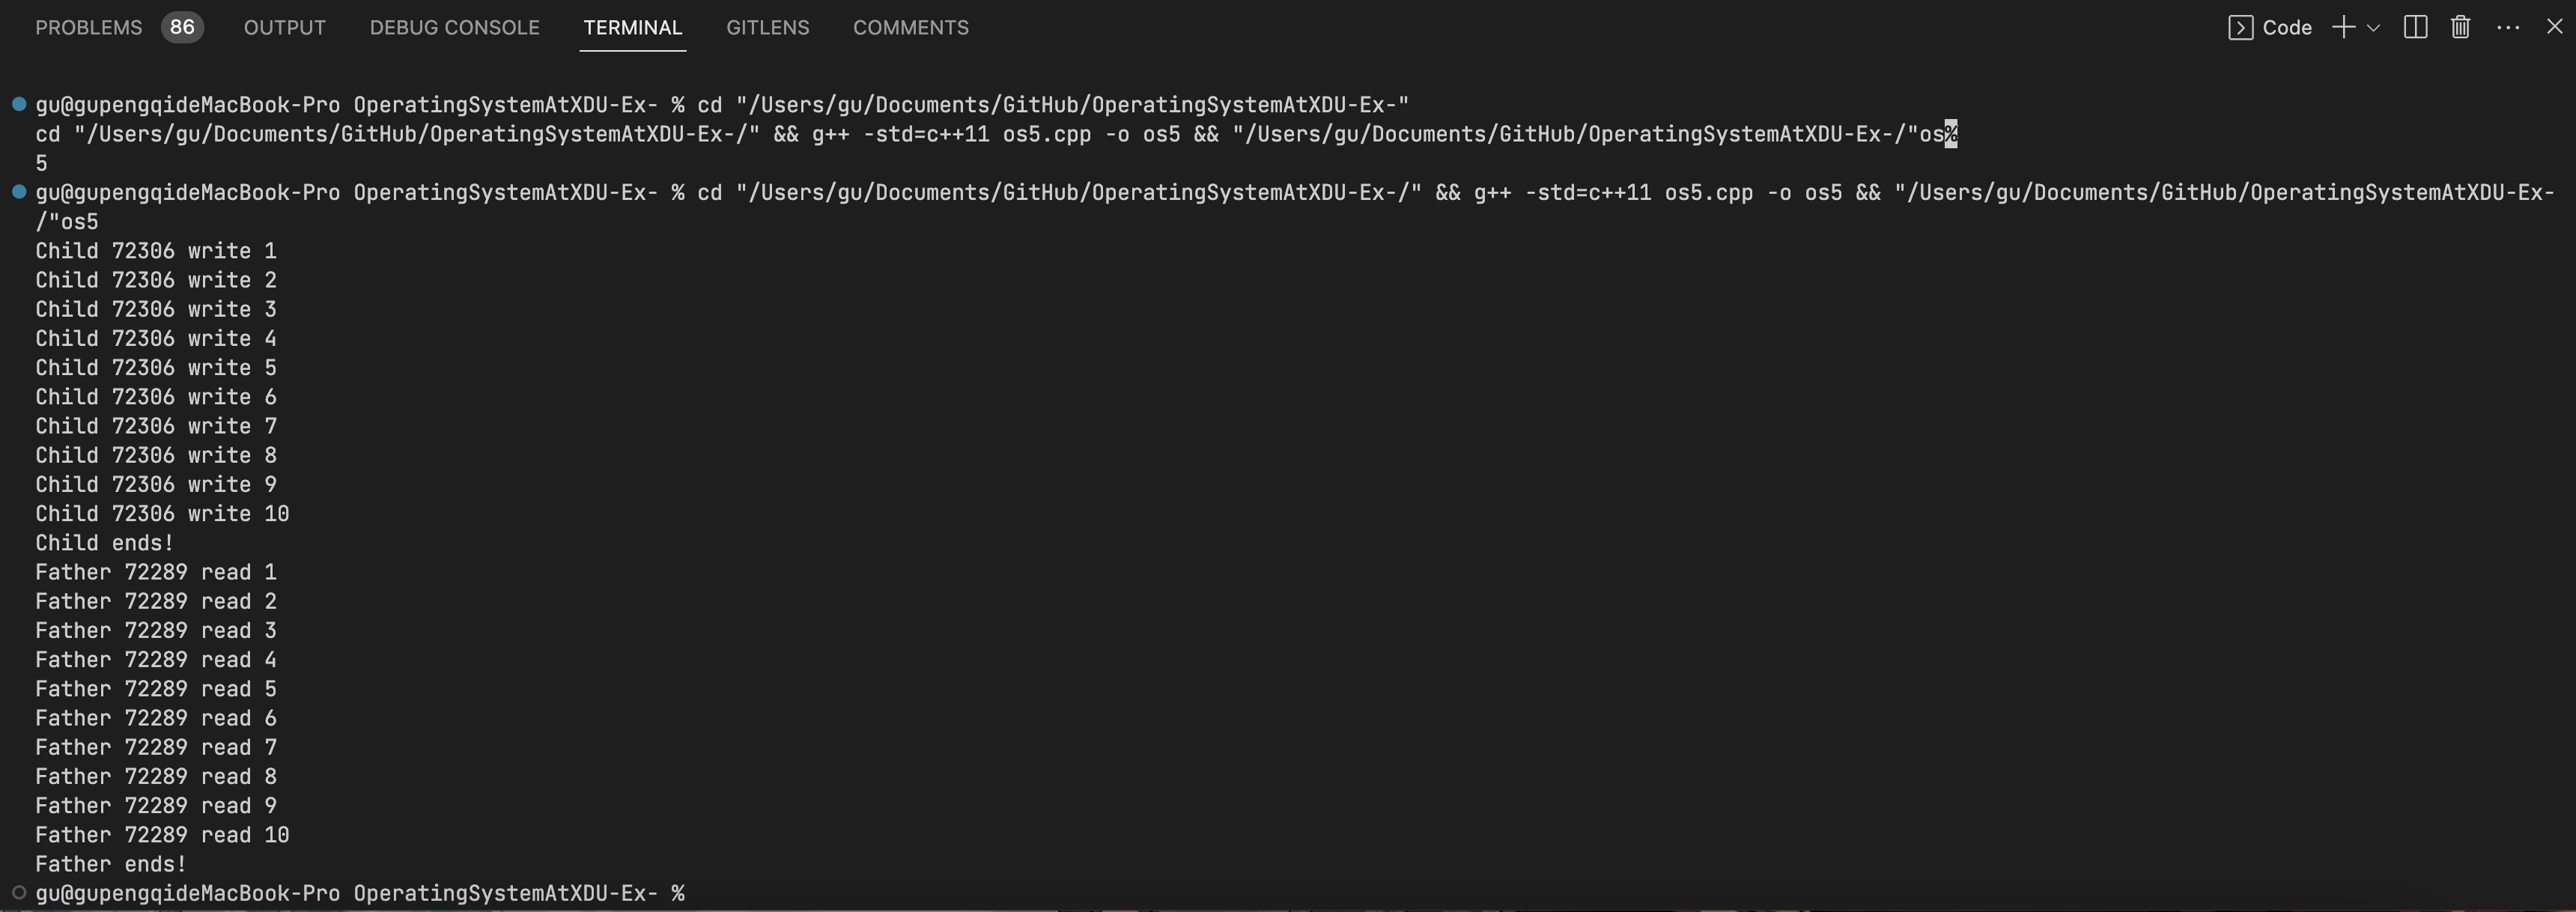 PROBLEMS 86 OUTPUT DEBUG CONSOLE TERMINAL GITLENS COMMENTS Code
gu@gupengqideMacBook-Pro OperatingSystemAtXDU-Ex- % cd "/Users/gu/Documents/GitHub/OperatingSystemAtXDU-Ex-"
cd "/Users/gu/Documents/GitHub/OperatingSystemAtXDU-Ex-/" && g++ -std=c++11 os5.cpp -o os5 && "/Users/gu/Documents/GitHub/OperatingSystemAtXDU-Ex-/"os%
5
gu@gupengqideMacBook-Pro OperatingSystemAtXDU-Ex- % cd "/Users/gu/Documents/GitHub/OperatingSystemAtXDU-Ex-/" && g++ -std=c++11 os5.cpp -o os5 && "/Users/gu/Documents/GitHub/OperatingSystemAtXDU-Ex-
/"os5
Child 72306 write 1
Child 72306 write 2
Child 72306 write 3
Child 72306 write 4
Child 72306 write 5
Child 72306 write 6
Child 72306 write 7
Child 72306 write 8
Child 72306 write 9
Child 72306 write 10
Child ends!
Father 72289 read 1
Father 72289 read 2
Father 72289 read 3
Father 72289 read 4
Father 72289 read 5
Father 72289 read 6
Father 72289 read 7
Father 72289 read 8
Father 72289 read 9
Father 72289 read 10
Father ends!
gu@gupengqideMacBook-Pro OperatingSystemAtXDU-Ex- %